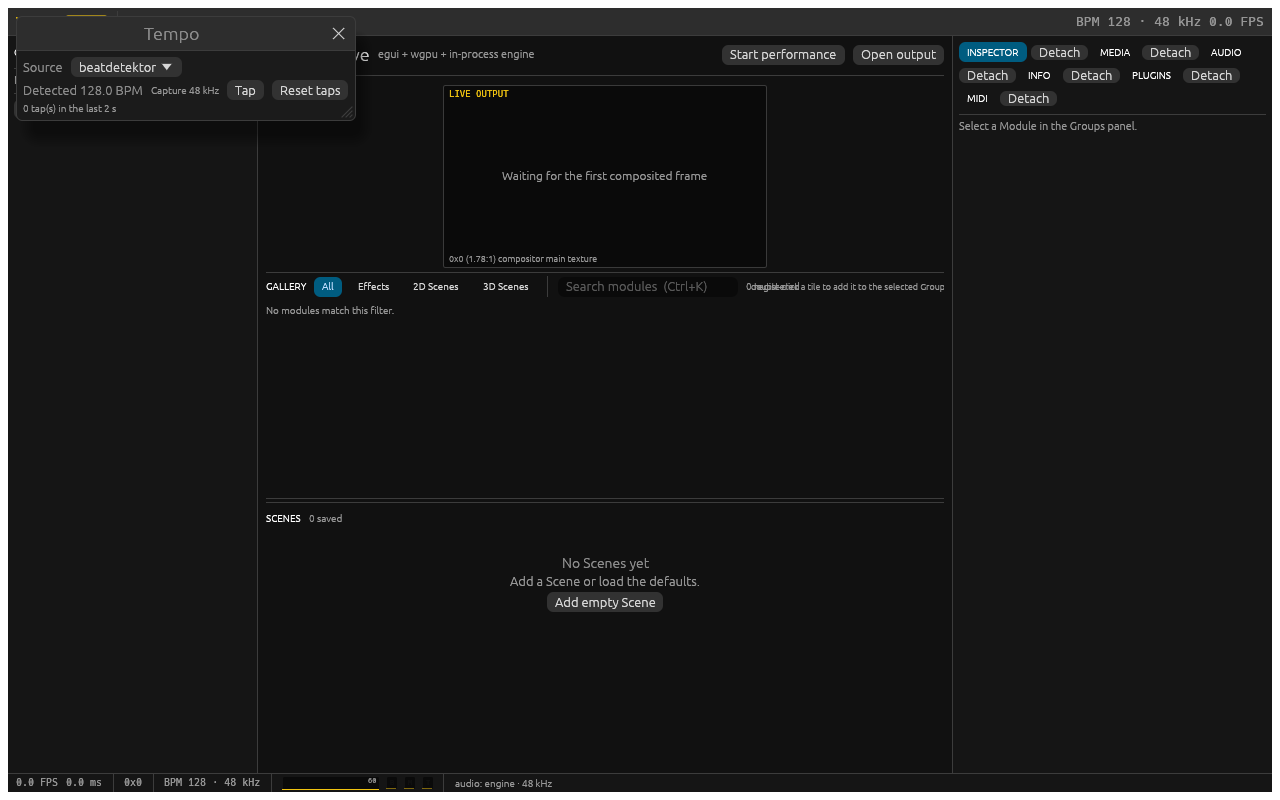 BPM 128 · 48 kHz 0.0 FPS
Tempo
Source beatdetektor
Detected 128.0 BPM Capture 48 kHz Tap Reset taps
0 tap(s) in the last 2 s
egui + wgpu + in-process engine Start performance Open output
INSPECTOR Detach MEDIA Detach AUDIO
Detach INFO Detach PLUGINS Detach
MIDI Detach
Select a Module in the Groups panel.
LIVE OUTPUT
Waiting for the first composited frame
0x0 (1.78:1) compositor main texture
GALLERY All Effects 2D Scenes 3D Scenes Search modules (Ctrl+K) a tile to add it to the selected Group
No modules match this filter.
SCENES 0 saved
No Scenes yet
Add a Scene or load the defaults.
Add empty Scene
0.0 FPS 0.0 ms 0x0 BPM 128 · 48 kHz 60 audio: engine · 48 kHz